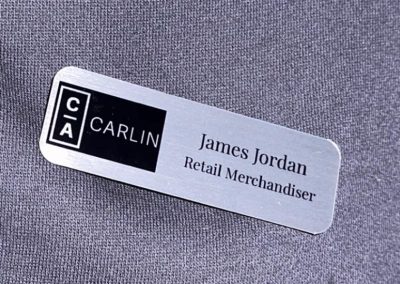 C
A
CARLIN
James Jordan
Retail Merchandiser